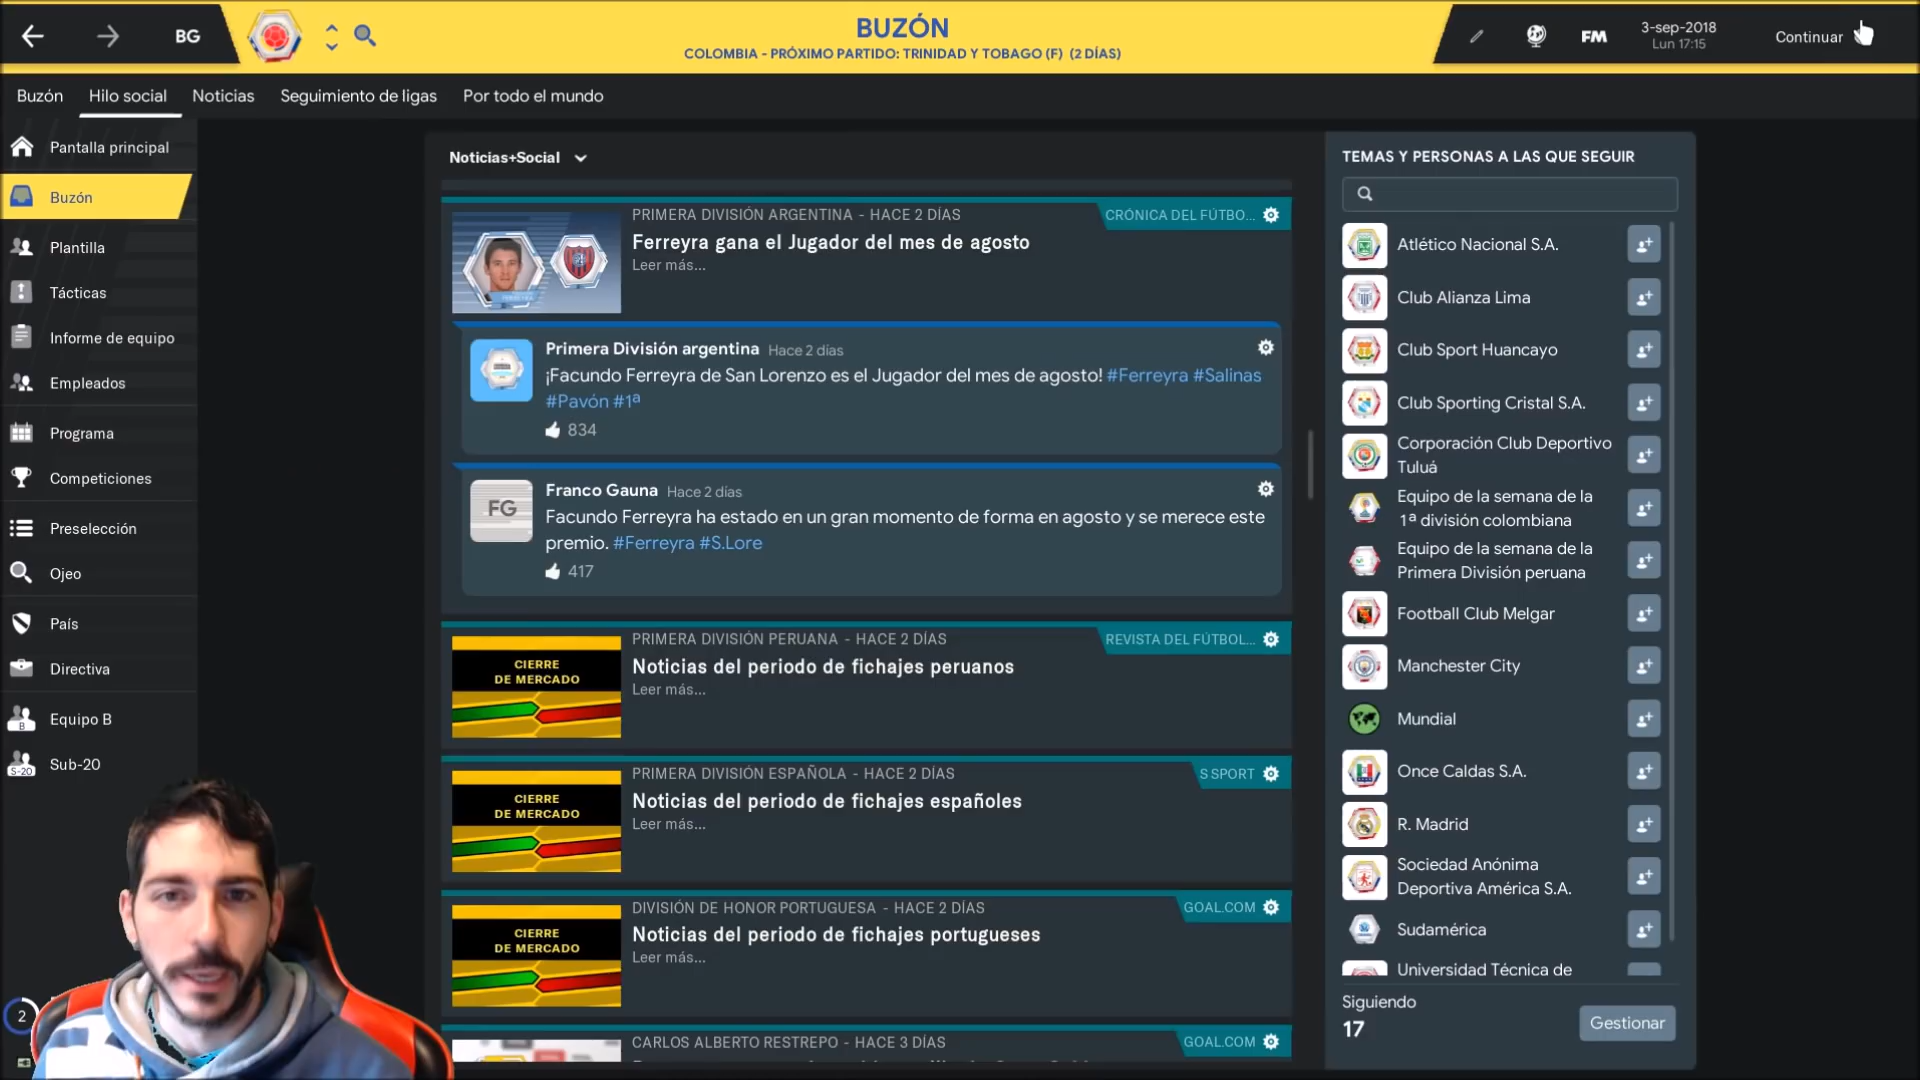 BG
BUZÓN
COLOMBIA - PRÓXIMO PARTIDO: TRINIDAD Y TOBAGO (F) (2 DÍAS)
FM
3-sep-2018
Lun 17:15
Continuar
Buzón
Hilo social
Noticias
Seguimiento de ligas
Por todo el mundo
Pantalla principal
Buzón
Plantilla
Tácticas
Informe de equipo
Empleados
Programa
Competiciones
Preselección
Ojeo
País
Directiva
B
Equipo B
S-20
Sub-20
2
Noticias+Social
PRIMERA DIVISIÓN ARGENTINA - HACE 2 DÍAS
CRÓNICA DEL FÚTBO...
Ferreyra gana el Jugador del mes de agosto
Leer más...
Primera División argentina Hace 2 días
¡Facundo Ferreyra de San Lorenzo es el Jugador del mes de agosto! #Ferreyra #Salinas
#Pavón #1ª
834
FG
Franco Gauna Hace 2 días
Facundo Ferreyra ha estado en un gran momento de forma en agosto y se merece este
premio. #Ferreyra #S.Lore
417
PRIMERA DIVISIÓN PERUANA - HACE 2 DÍAS
REVISTA DEL FÚTBOL...
CIERRE
DE MERCADO
Noticias del periodo de fichajes peruanos
Leer más...
PRIMERA DIVISIÓN ESPAÑOLA - HACE 2 DÍAS
S SPORT
CIERRE
DE MERCADO
Noticias del periodo de fichajes españoles
Leer más...
DIVISIÓN DE HONOR PORTUGUESA - HACE 2 DÍAS
GOAL.COM
CIERRE
DE MERCADO
Noticias del periodo de fichajes portugueses
Leer más...
CARLOS ALBERTO RESTREPO - HACE 3 DÍAS
GOAL.COM
TEMAS Y PERSONAS A LAS QUE SEGUIR
Atlético Nacional S.A.
Club Alianza Lima
Club Sport Huancayo
Club Sporting Cristal S.A.
Corporación Club Deportivo
Tuluá
Equipo de la semana de la
1ª división colombiana
Equipo de la semana de la
Primera División peruana
Football Club Melgar
Manchester City
Mundial
Once Caldas S.A.
R. Madrid
Sociedad Anónima
Deportiva América S.A.
Sudamérica
Universidad Técnica de
Siguiendo
17
Gestionar